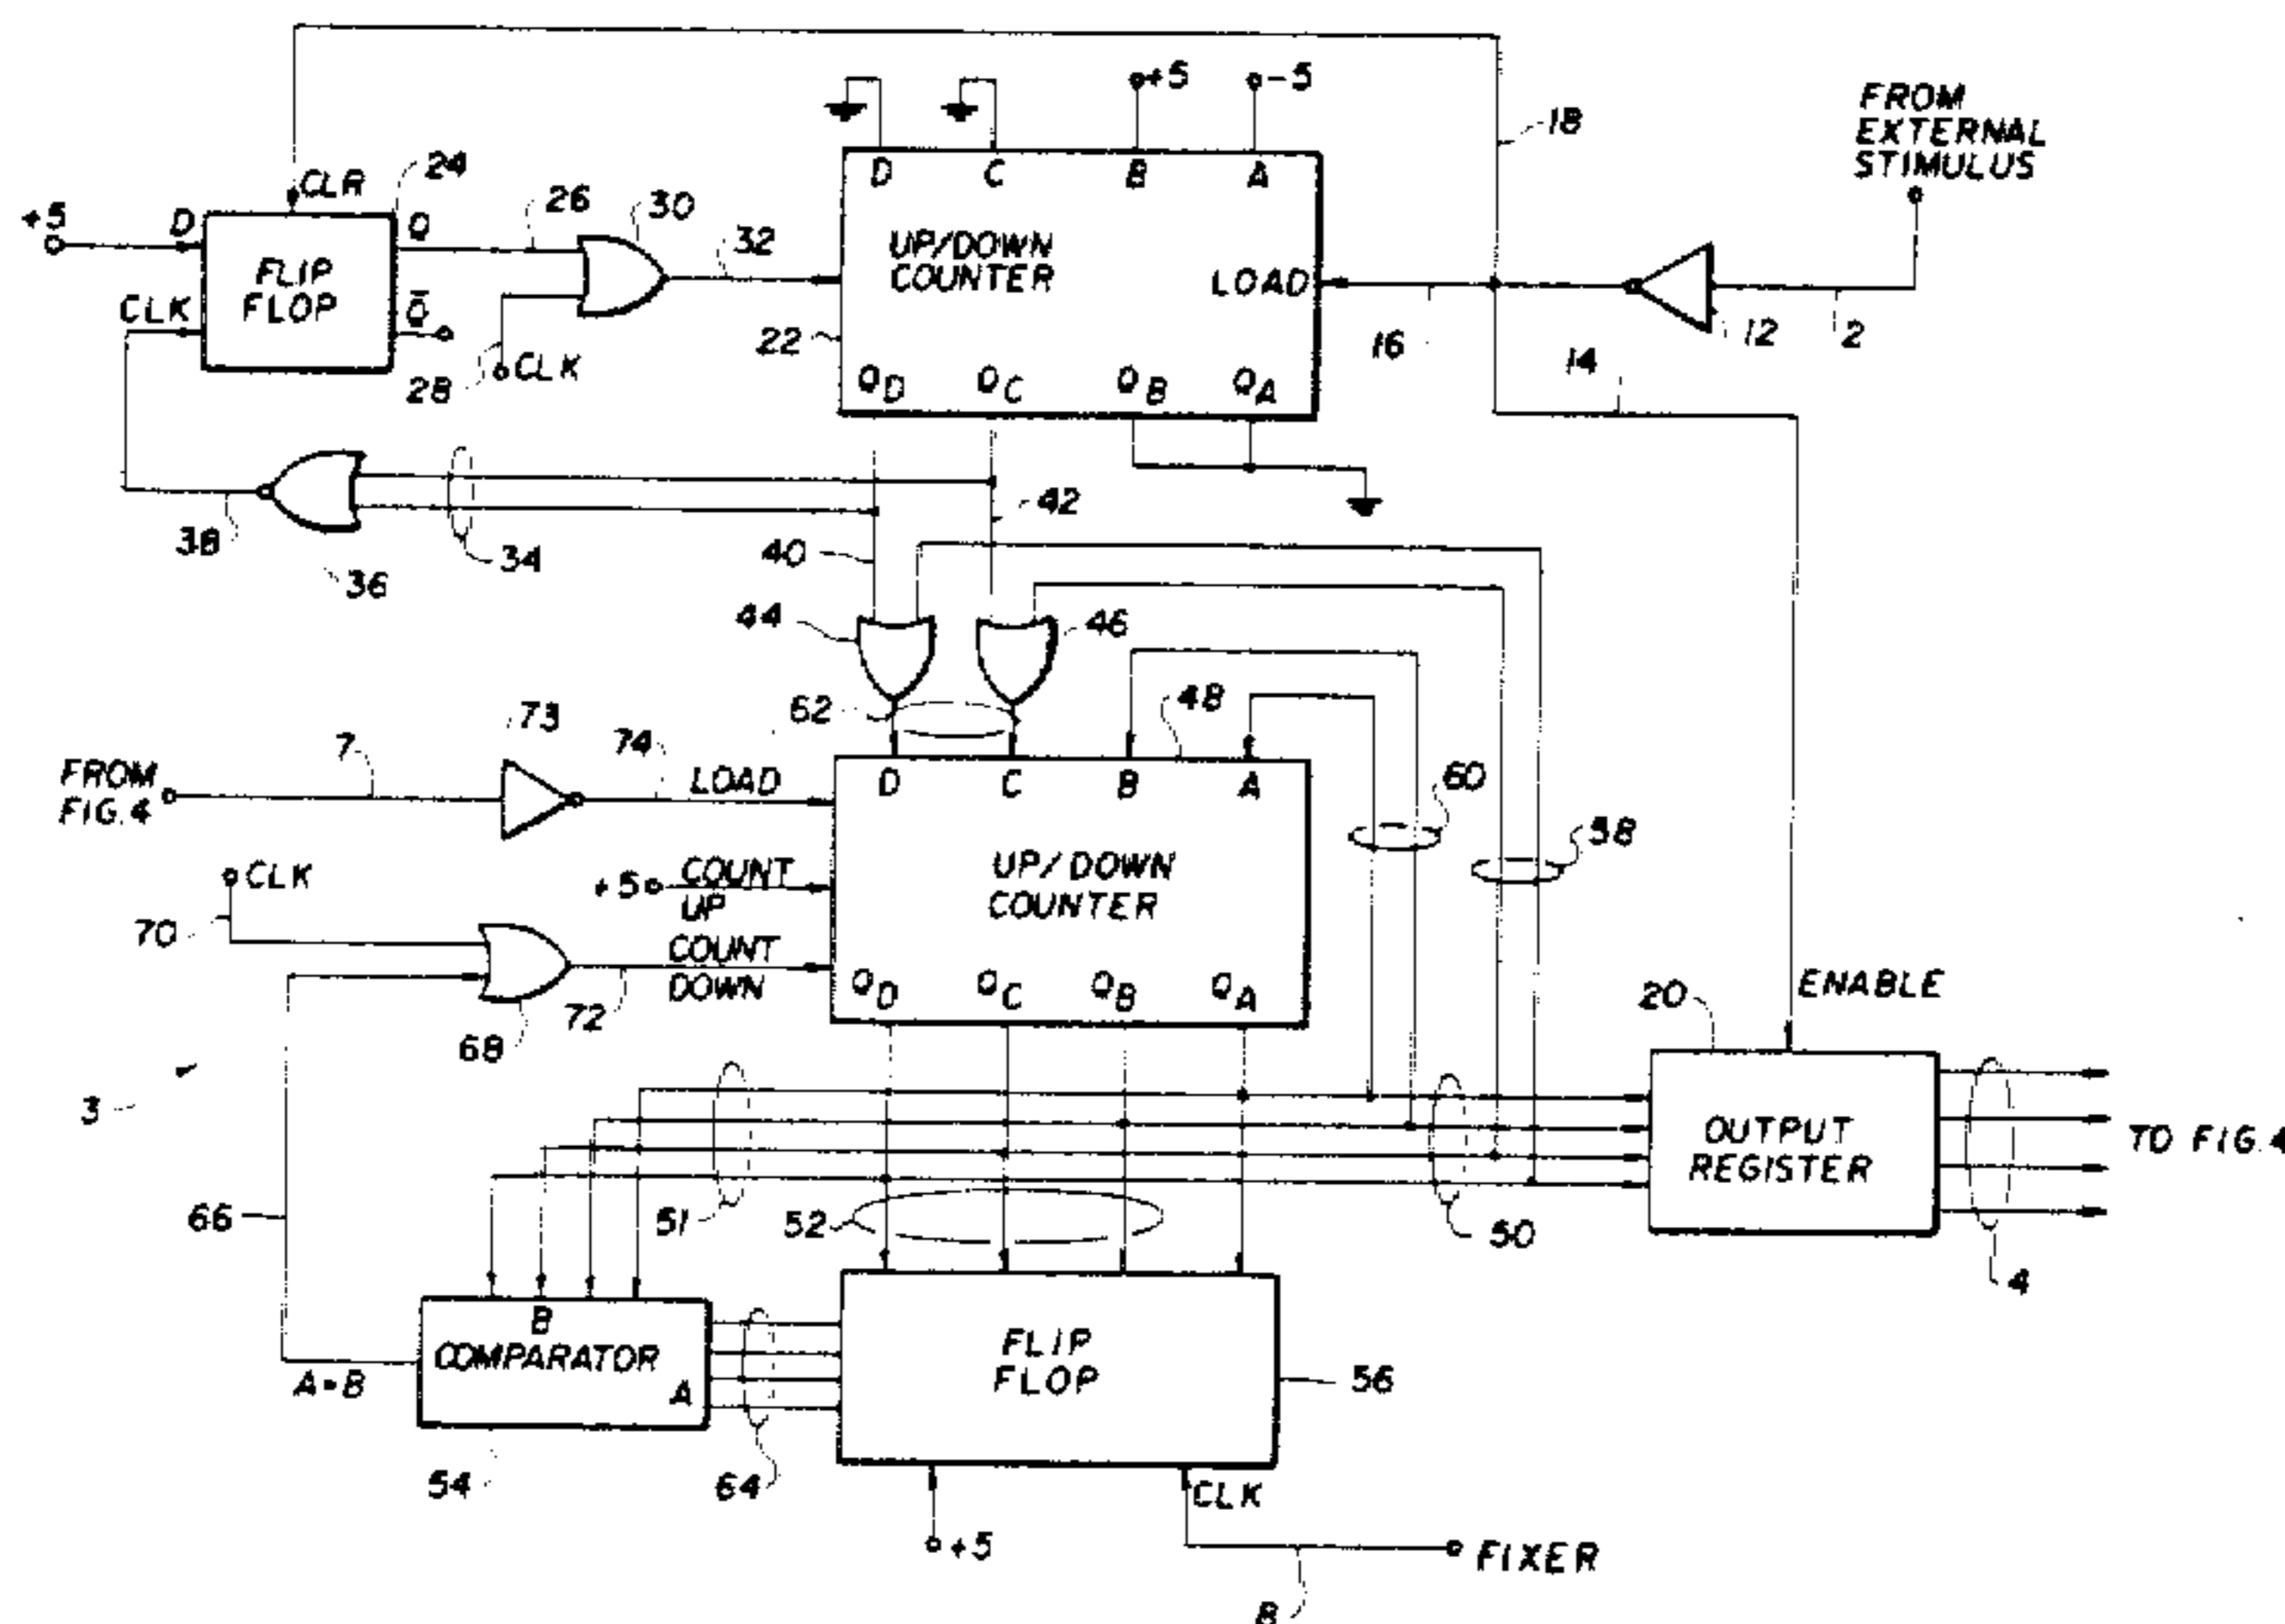 FROM
EXTERNAL
STIMULUS
+5
-5
18
CLR
24
+5
D
Q
26
30
32
D
C
B
A
FLIP
FLOP
UP/DOWN
COUNTER
LOAD
CLK
Q̄
28
CLK
22
16
14
12
2
QD
QC
QB
QA
38
36
34
40
42
44
46
62
48
FROM
FIG. 4
7
73
74
LOAD
D
C
B
A
60
58
CLK
70
+5
COUNT
UP
UP/DOWN
COUNTER
COUNT
DOWN
68
72
QD
QC
QB
QA
20
ENABLE
3
OUTPUT
REGISTER
TO FIG. 4
66
51
52
50
4
B
COMPARATOR
A
A=B
FLIP
FLOP
56
54
64
+5
CLK
FIXER
8